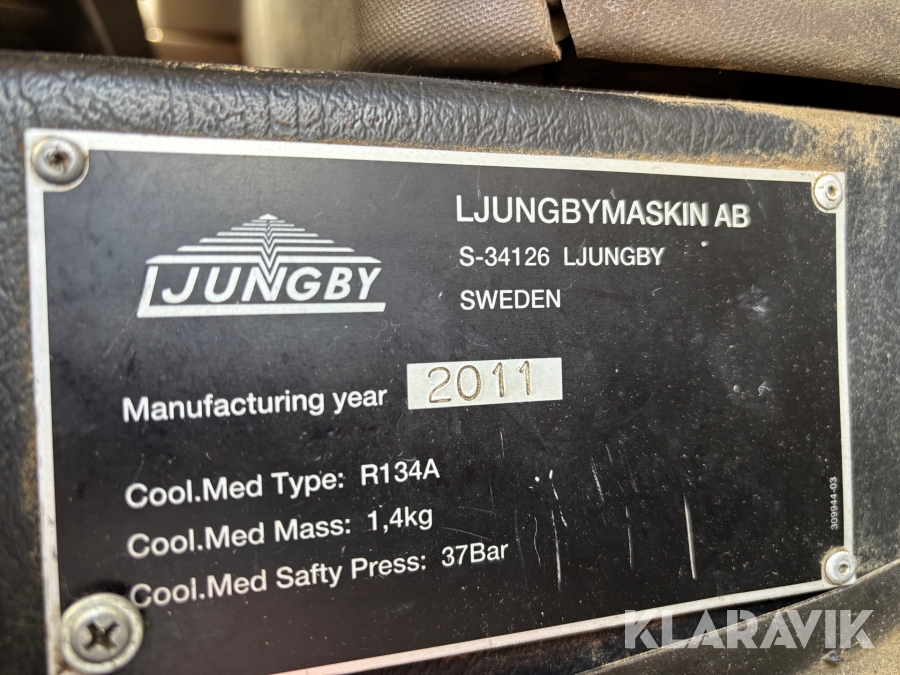 LJUNGBY
LJUNGBYMASKIN AB
S-34126 LJUNGBY
SWEDEN
Manufacturing year 2011
Cool.Med Type: R134A
Cool.Med Mass: 1,4kg
Cool.Med Safty Press: 37Bar
309944-03
KLARAVIK